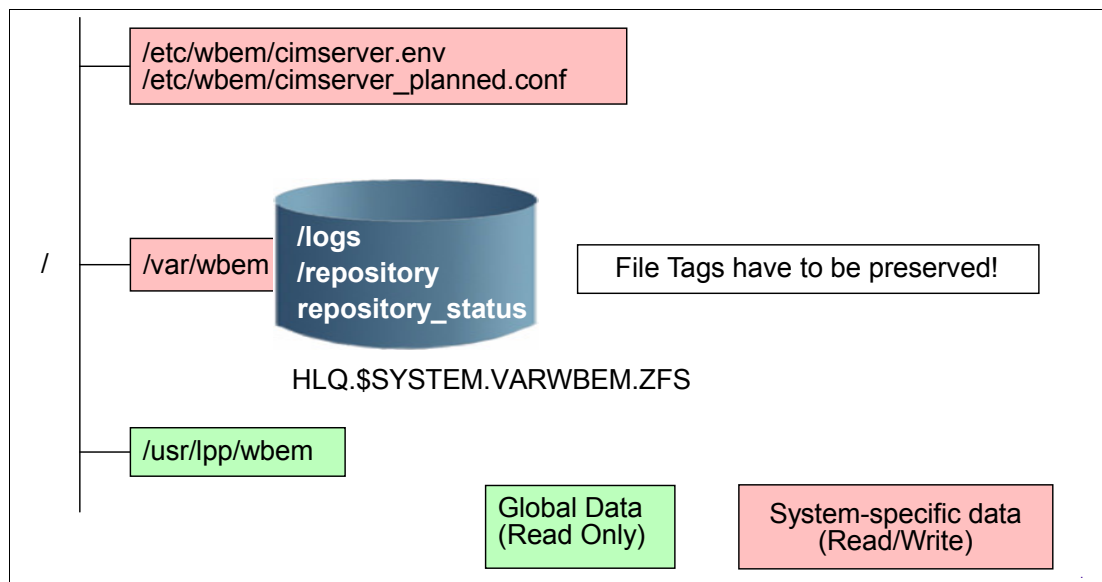 /etc/wbem/cimserver.env
/etc/wbem/cimserver_planned.conf
/
/var/wbem
/logs
/repository
repository_status
File Tags have to be preserved!
HLQ.$SYSTEM.VARWBEM.ZFS
/usr/lpp/wbem
Global Data
(Read Only)
System-specific data
(Read/Write)